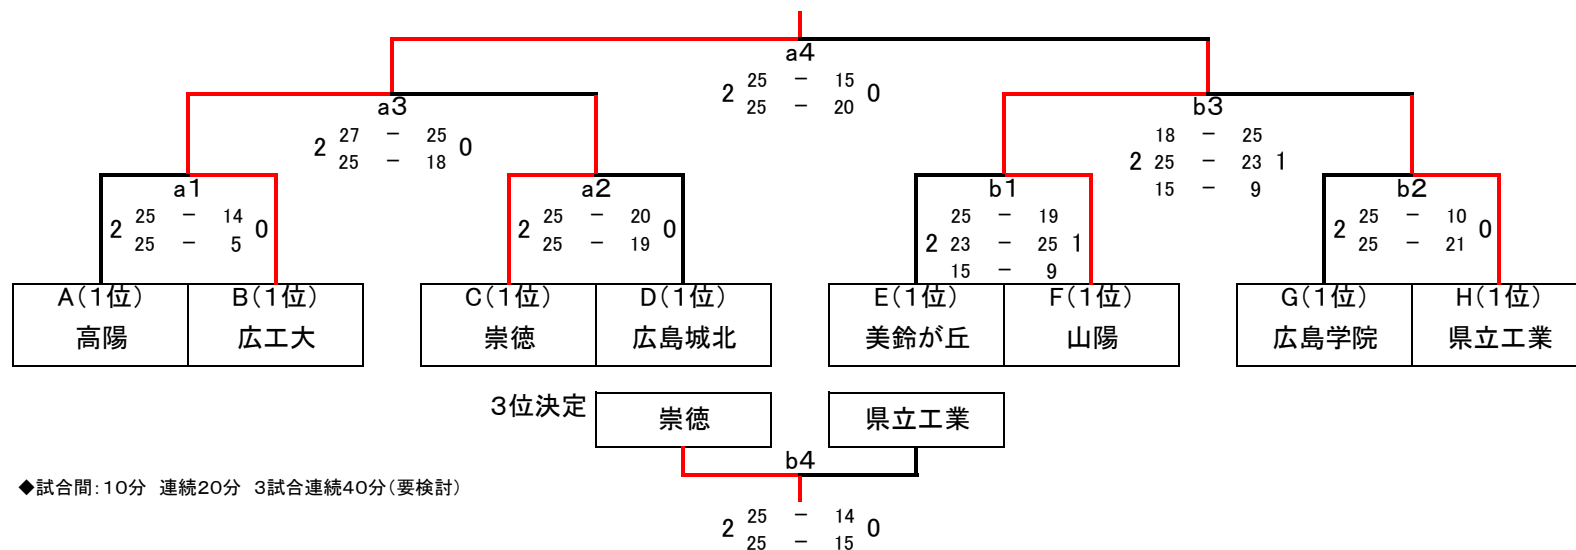 a4
25 － 15
2 0
25 － 20
a3 b3
27 － 25 18 － 25
2 0 2 25 － 23 1
25 － 18 15 － 9
a1 a2 b1 b2
25 － 14 25 － 20 25 － 19 25 － 10
2 0 2 0 2 23 － 25 1 2 0
25 － 5 25 － 19 15 － 9 25 － 21
A（1位） B（1位） C（1位） D（1位） E（1位） F（1位） G（1位） H（1位）
高陽 広工大 崇徳 広島城北 美鈴が丘 山陽 広島学院 県立工業
3位決定 崇徳 県立工業
b4
◆試合間：10分 連続20分 3試合連続40分（要検討）
25 － 14
2 0
25 － 15